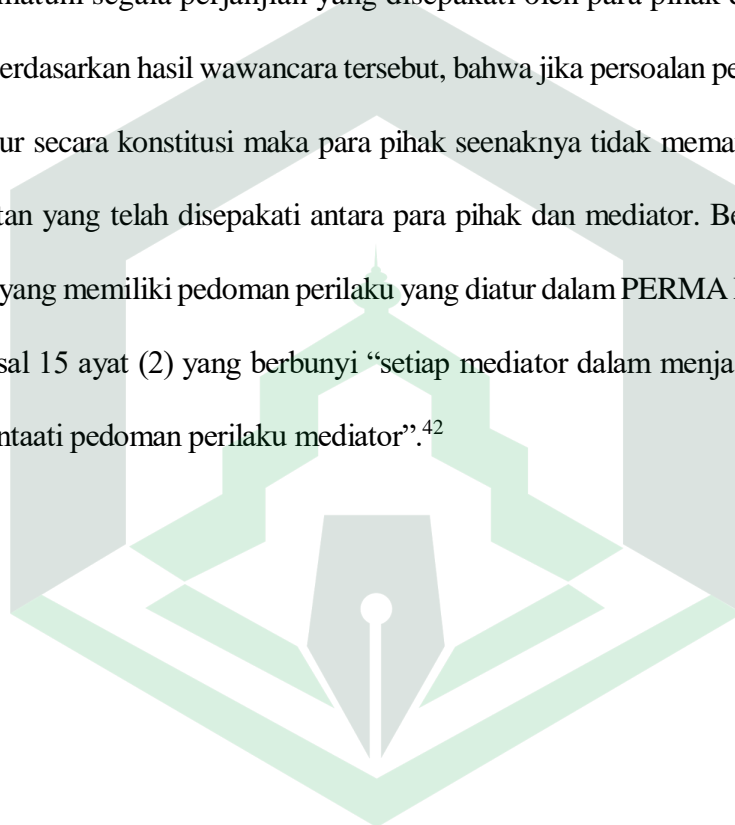 segala perjanjian yang disepakati oleh para pihak
erdasarkan hasil wawancara tersebut, bahwa jika persoalan pe
ur secara konstitusi maka para pihak seenaknya tidak mema
tan yang telah disepakati antara para pihak dan mediator. Be
yang memiliki pedoman perilaku yang diatur dalam PERMA
sal 15 ayat (2) yang berbunyi “setiap mediator dalam menja
ntaati pedoman perilaku mediator”.⁴²